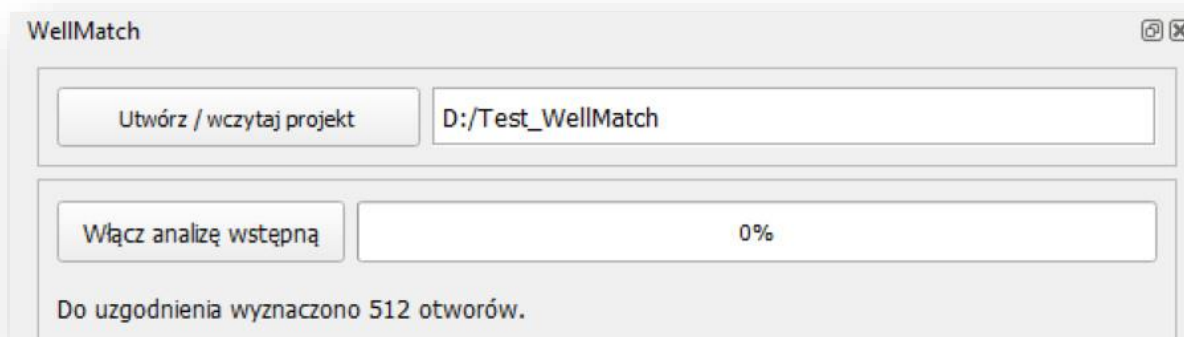 WellMatch
Utwórz / wczytaj projekt D:/Test_WellMatch
Włącz analizę wstępną 0%
Do uzgodnienia wyznaczono 512 otworów.